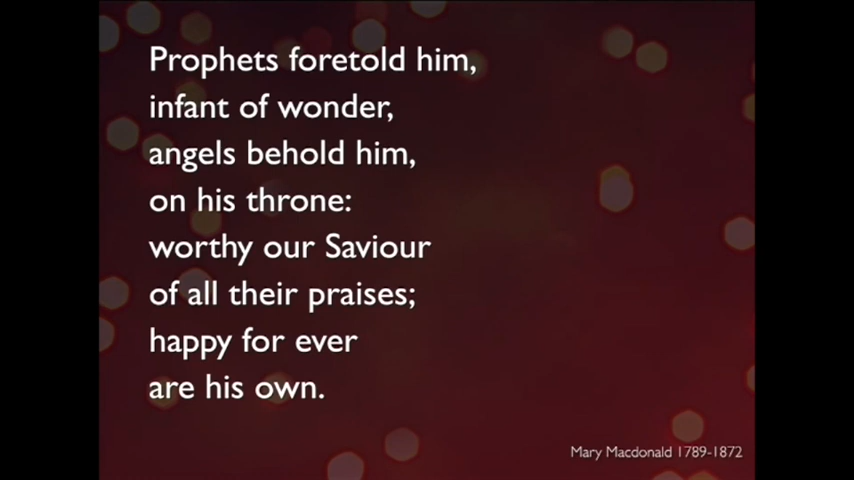 Prophets foretold him,
infant of wonder,
angels behold him,
on his throne:
worthy our Saviour
of all their praises;
happy for ever
are his own.
Mary Macdonald 1789-1872